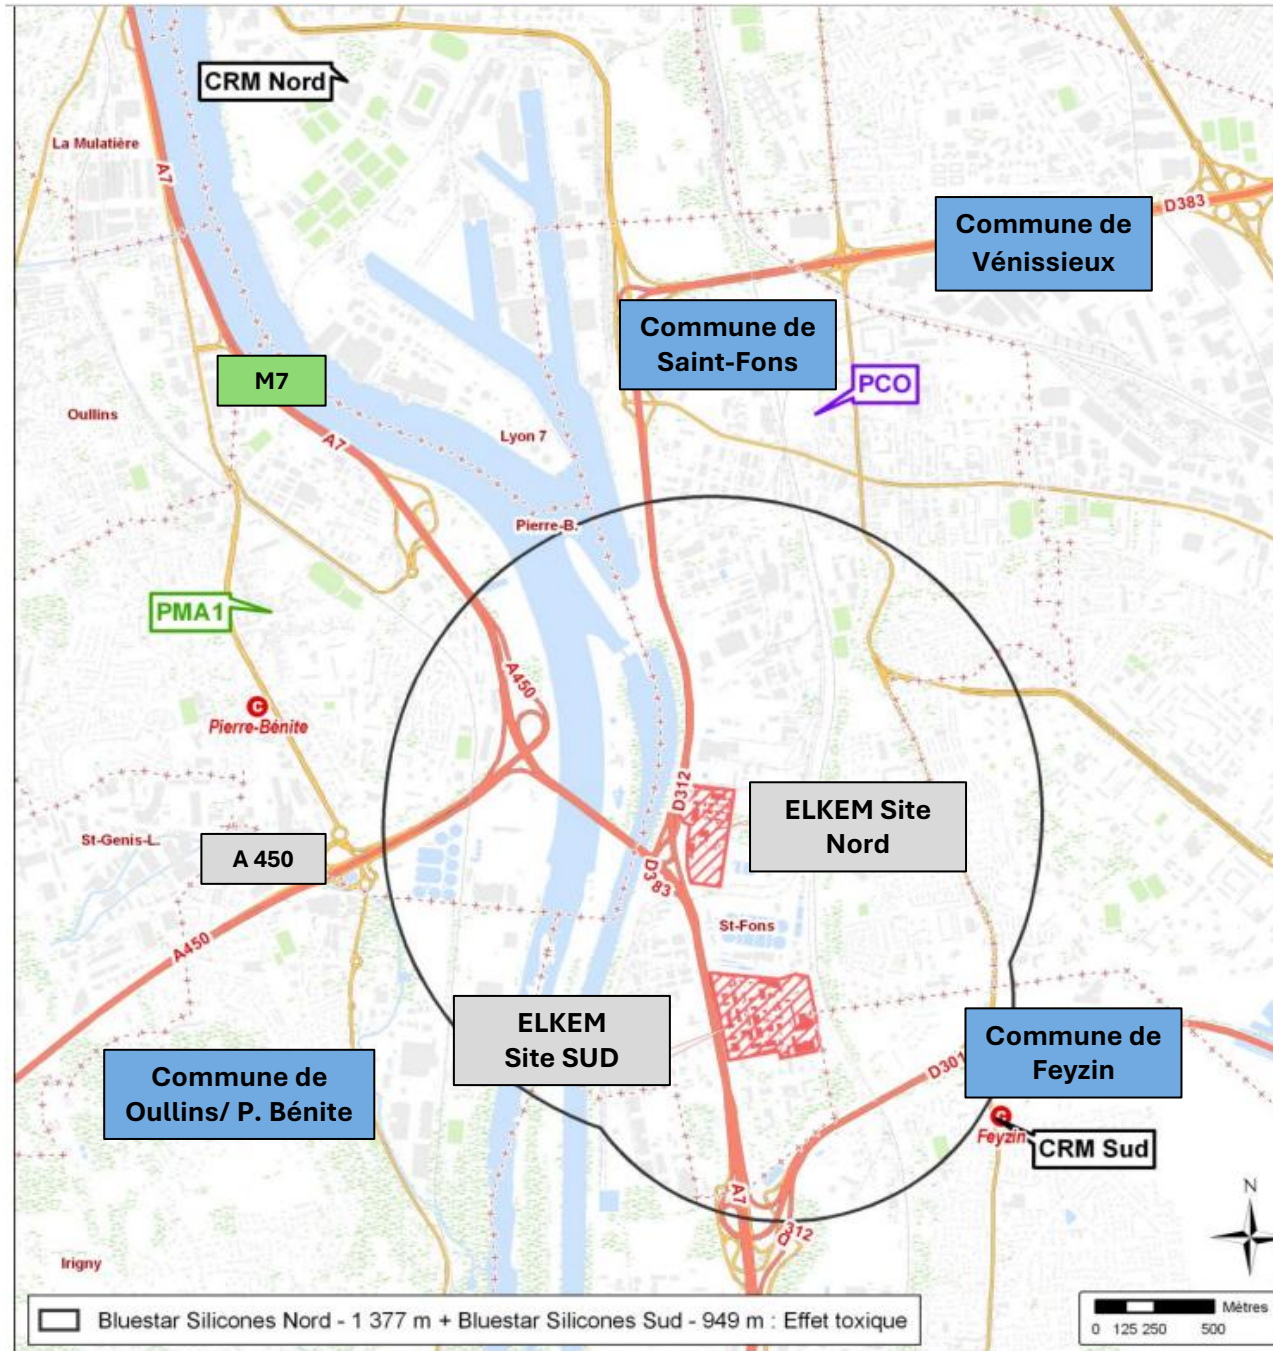 CRM Nord
La Mulatière
A7
D383
Commune de
Vénissieux
Commune de
Saint-Fons
M7
PCO
Oullins
A7
Lyon 7
Pierre-B.
PMA1
A450
Pierre-Bénite
D312
ELKEM Site
Nord
St-Genis-L.
A 450
D3
83
St-Fons
A450
ELKEM
Site SUD
Commune de
Feyzin
D301
Commune de
Oullins/ P. Bénite
Feyzin
CRM Sud
A7
312
D
N
Irigny
Bluestar Silicones Nord - 1 377 m + Bluestar Silicones Sud - 949 m : Effet toxique
Mètres
0 125 250 500